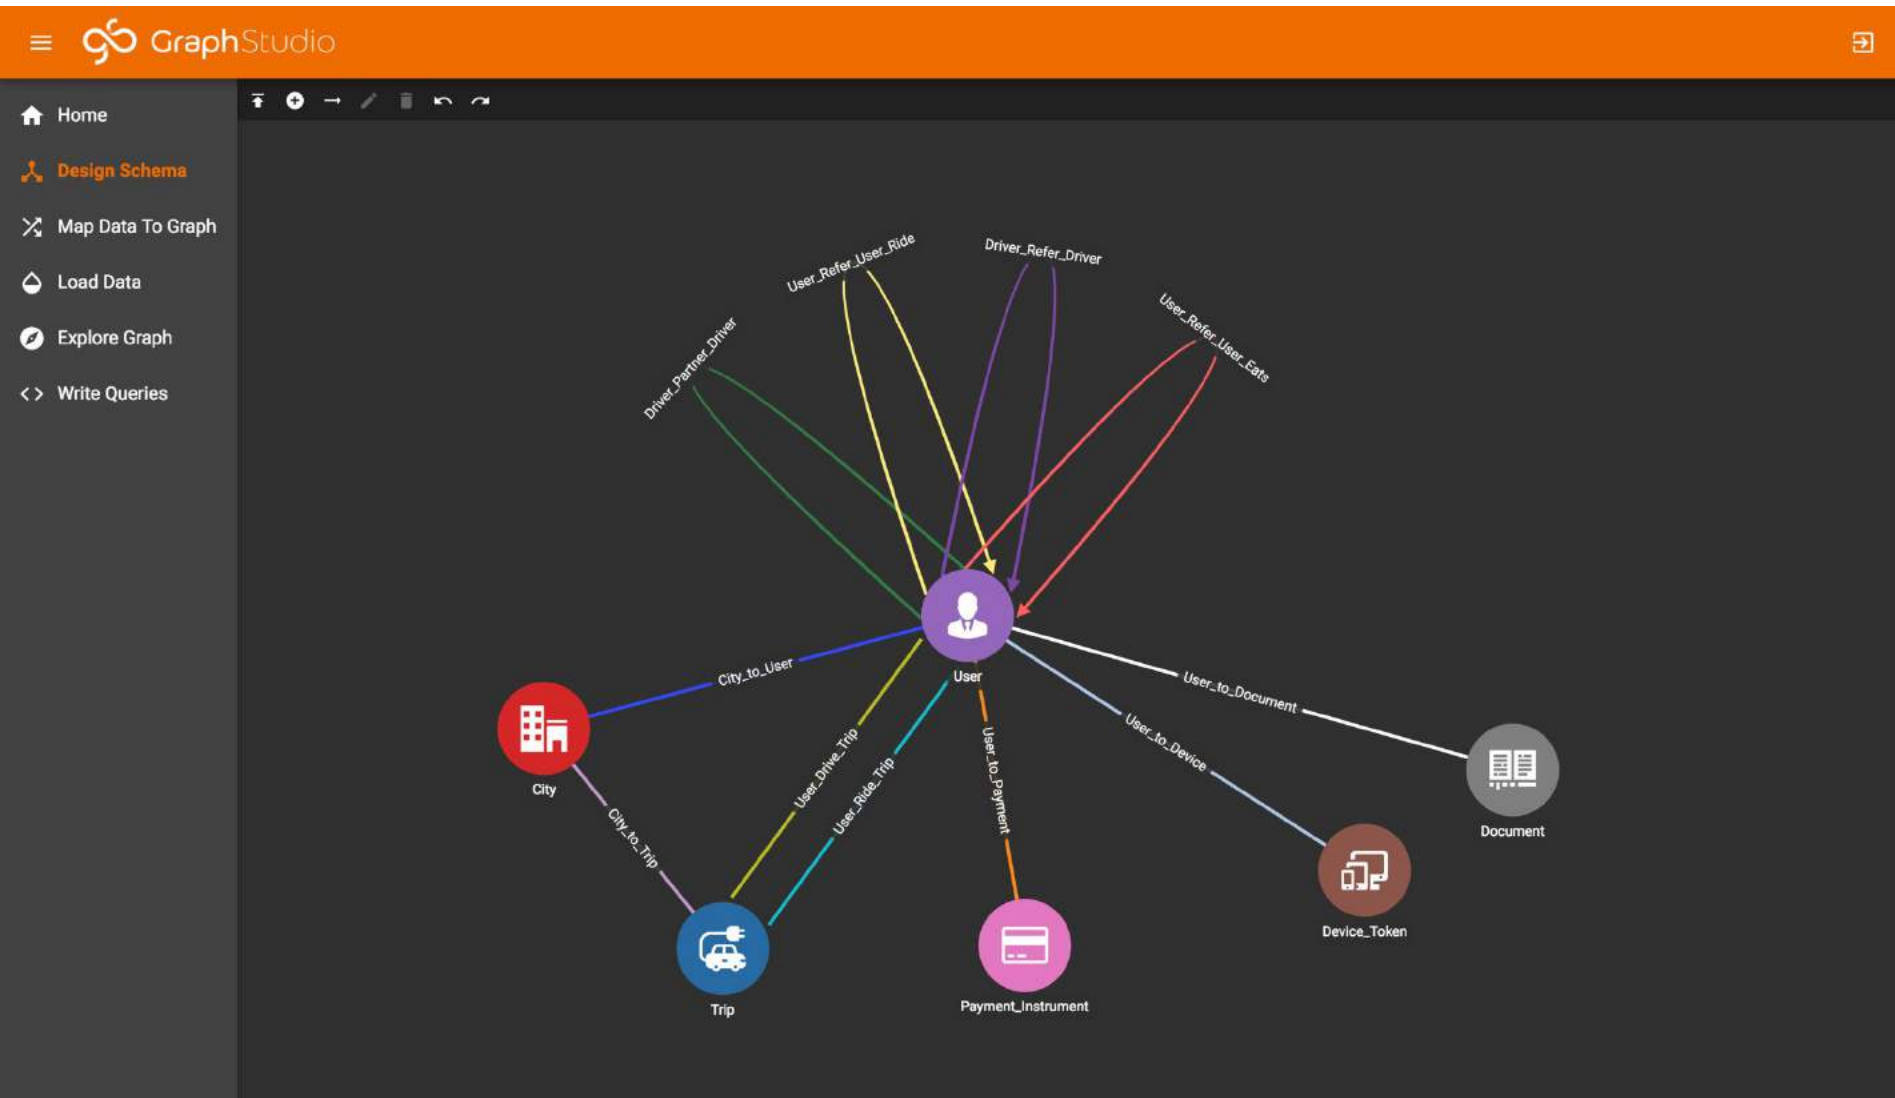 GraphStudio
Home
Design Schema
Map Data To Graph
Load Data
Explore Graph
Write Queries
User_Refer_User_Ride
Driver_Refer_Driver
User_Refer_User_Eats
Driver_Partner_Driver
City_to_User
User
User_to_Document
User_to_Device
User_Drive_Trip
User_Ride_Trip
User_to_Payment
City
City_to_Trip
Document
Device_Token
Trip
Payment_Instrument